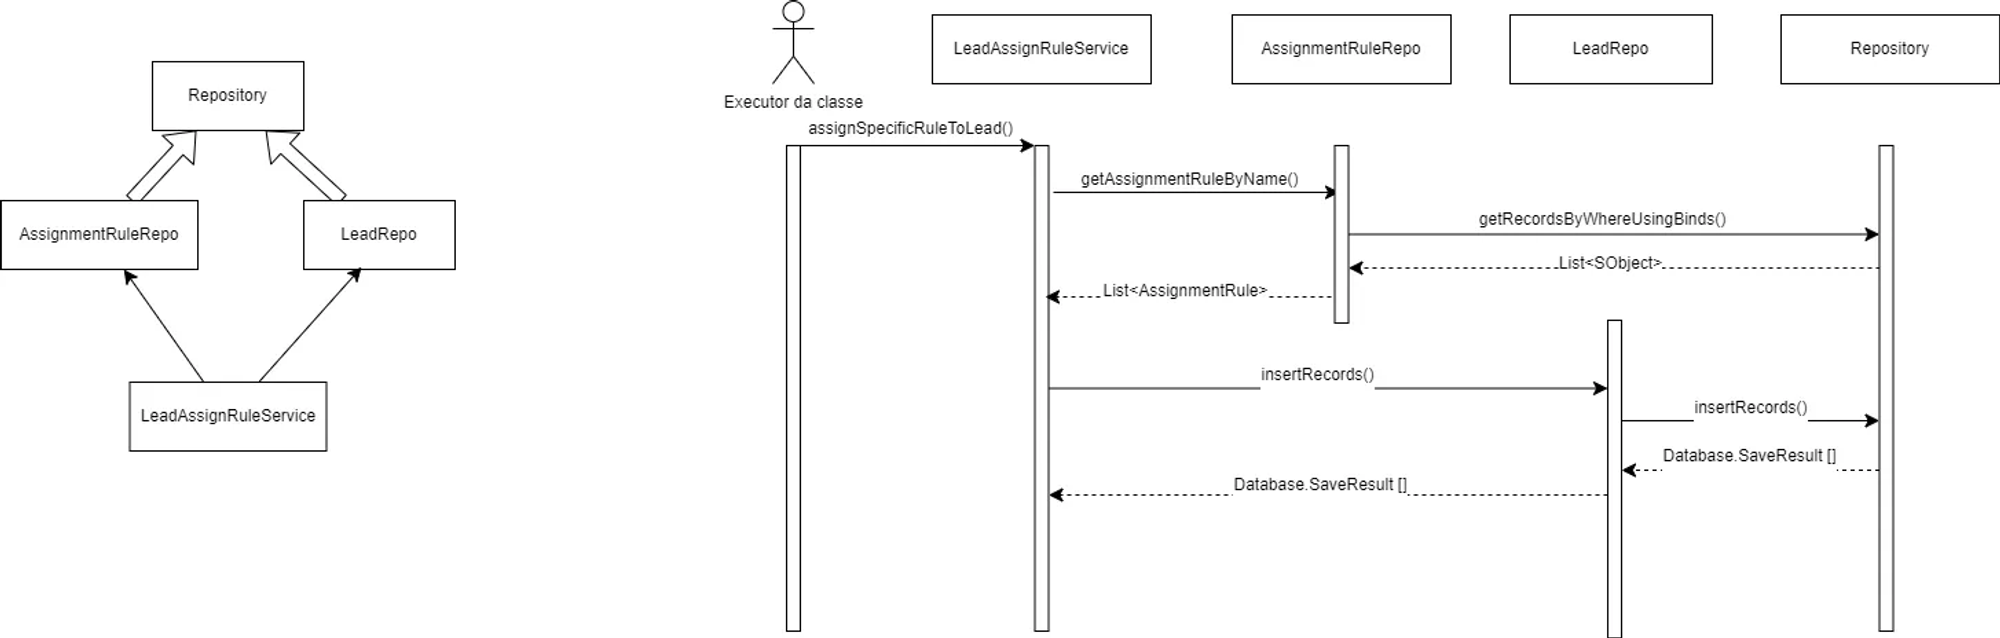 Repository
AssignmentRuleRepo
LeadRepo
LeadAssignRuleService
Executor da classe
LeadAssignRuleService
AssignmentRuleRepo
LeadRepo
Repository
assignSpecificRuleToLead()
getAssignmentRuleByName()
getRecordsByWhereUsingBinds()
List<SObject>
List<AssignmentRule>
insertRecords()
insertRecords()
Database.SaveResult []
Database.SaveResult []